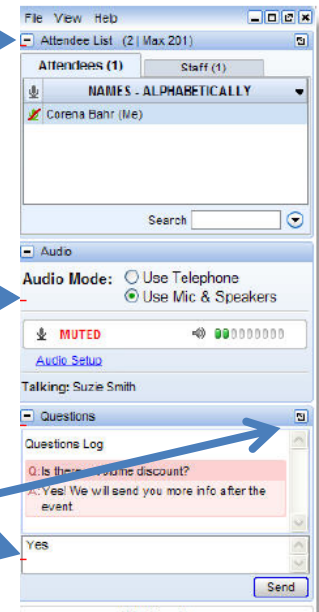 File View Help
Attendee List (2 | Max 201)
Attendees (1) Staff (1)
NAMES - ALPHABETICALLY
Corena Bahr (Me)
Search
Audio
Audio Mode: Use Telephone
Use Mic & Speakers
MUTED
Audio Setup
Talking: Suzie Smith
Questions
Questions Log
Q: Is there volume discount?
A: Yes! We will send you more info after the
event
Yes
Send